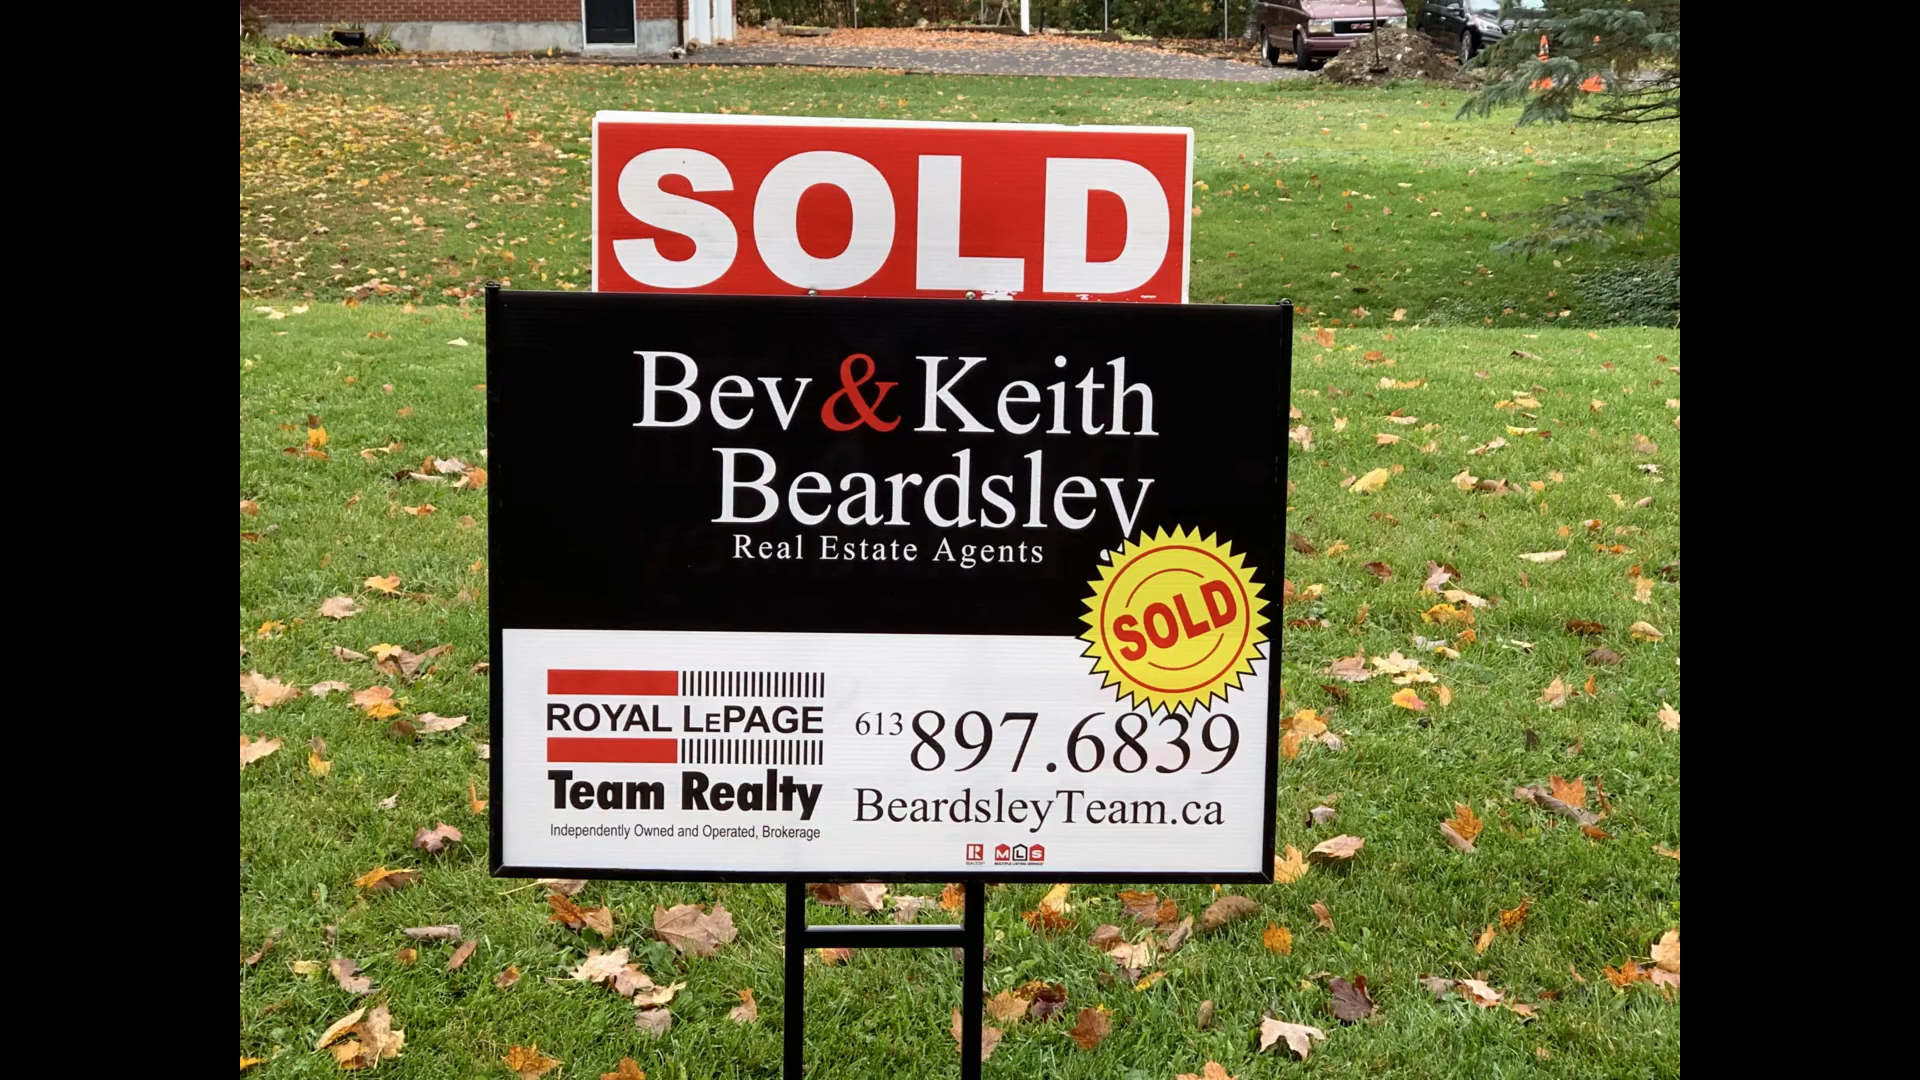 SOLD
Bev & Keith
Beardsley
Real Estate Agents
SOLD
ROYAL LEPAGE
Team Realty
Independently Owned and Operated, Brokerage
613 897.6839
BeardsleyTeam.ca
MLS